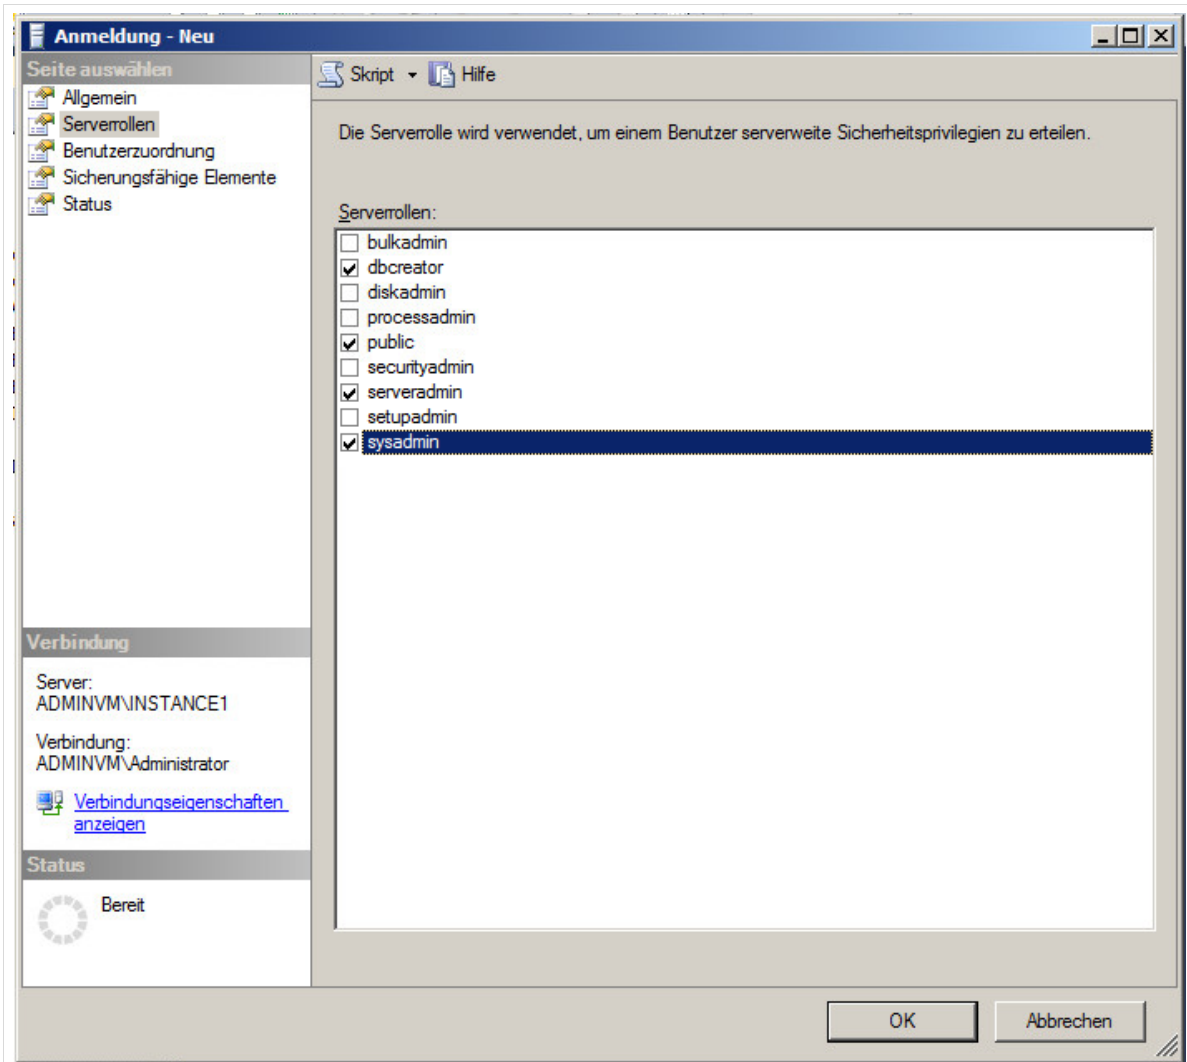 Anmeldung - Neu
Seite auswählen
Allgemein
Serverrollen
Benutzerzuordnung
Sicherungsfähige Elemente
Status
Skript
Hilfe
Die Serverrolle wird verwendet, um einem Benutzer serverweite Sicherheitsprivilegien zu erteilen.
Serverrollen:
bulkadmin
dbcreator
diskadmin
processadmin
public
securityadmin
serveradmin
setupadmin
sysadmin
Verbindung
Server:
ADMINVM\INSTANCE1
Verbindung:
ADMINVM\Administrator
Verbindungseigenschaften
anzeigen
Status
Bereit
OK
Abbrechen